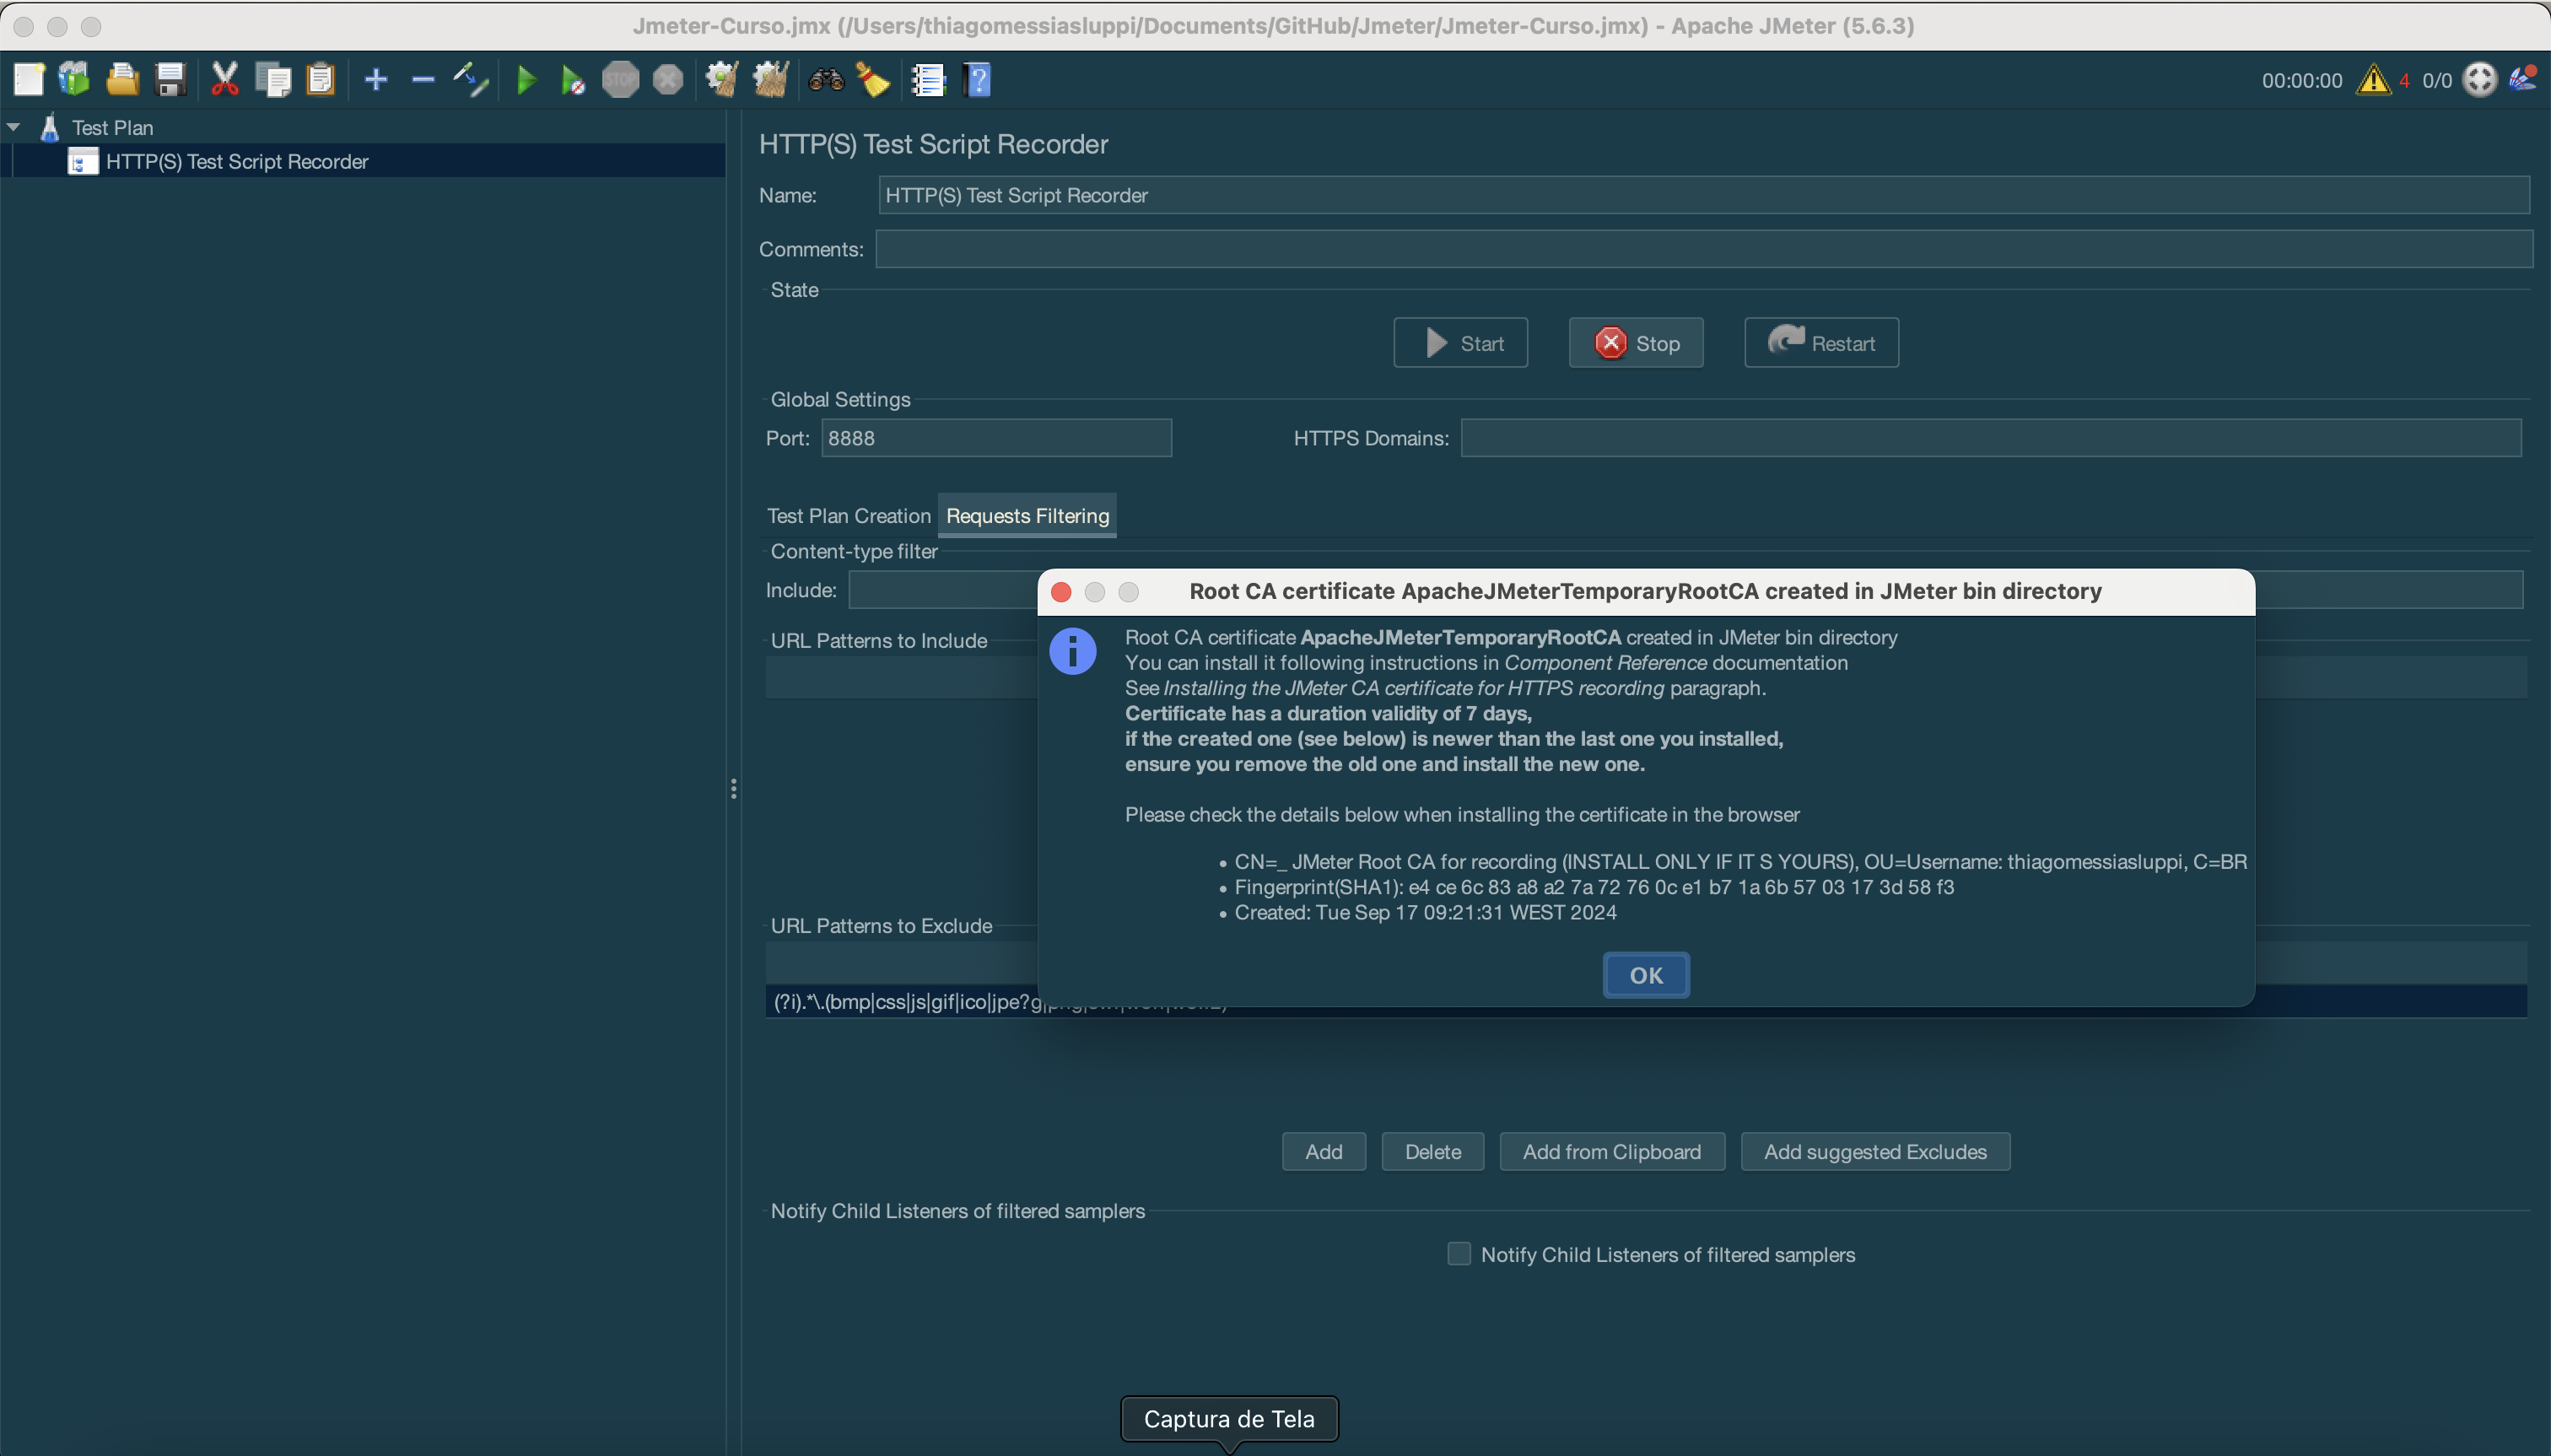 Jmeter-Curso.jmx (/Users/thiagomessiasluppi/Documents/GitHub/Jmeter/Jmeter-Curso.jmx) - Apache JMeter (5.6.3)
STOP
00:00:00 4 0/0
Test Plan
HTTP(S) Test Script Recorder
HTTP(S) Test Script Recorder
Name: HTTP(S) Test Script Recorder
Comments:
State
Start Stop Restart
Global Settings
Port: 8888 HTTPS Domains:
Test Plan Creation Requests Filtering
Content-type filter
Include:
URL Patterns to Include
Root CA certificate ApacheJMeterTemporaryRootCA created in JMeter bin directory
Root CA certificate ApacheJMeterTemporaryRootCA created in JMeter bin directory
You can install it following instructions in Component Reference documentation
See Installing the JMeter CA certificate for HTTPS recording paragraph.
Certificate has a duration validity of 7 days,
if the created one (see below) is newer than the last one you installed,
ensure you remove the old one and install the new one.
Please check the details below when installing the certificate in the browser
• CN=_ JMeter Root CA for recording (INSTALL ONLY IF IT S YOURS), OU=Username: thiagomessiasluppi, C=BR
• Fingerprint(SHA1): e4 ce 6c 83 a8 a2 7a 72 76 0c e1 b7 1a 6b 57 03 17 3d 58 f3
• Created: Tue Sep 17 09:21:31 WEST 2024
OK
URL Patterns to Exclude
(?i).*\.(bmp|css|js|gif|ico|jpe?g|
Add Delete Add from Clipboard Add suggested Excludes
Notify Child Listeners of filtered samplers
Notify Child Listeners of filtered samplers
Captura de Tela